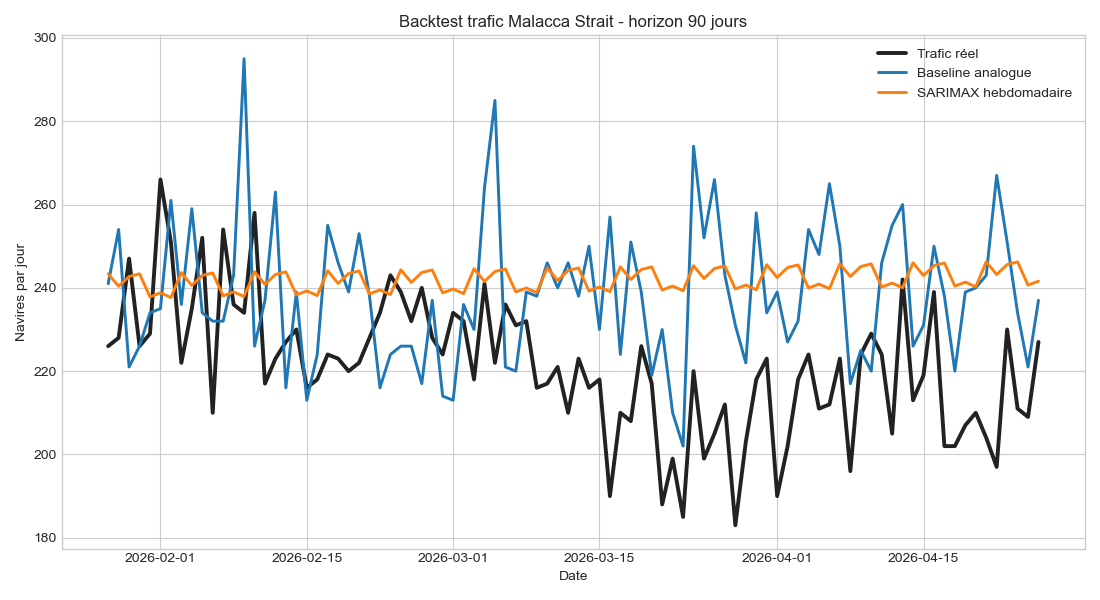 Backtest trafic Malacca Strait - horizon 90 jours
Trafic réel
Baseline analogue
SARIMAX hebdomadaire
Navires par jour
300
280
260
240
220
200
180
2026-02-01 2026-02-15 2026-03-01 2026-03-15 2026-04-01 2026-04-15
Date